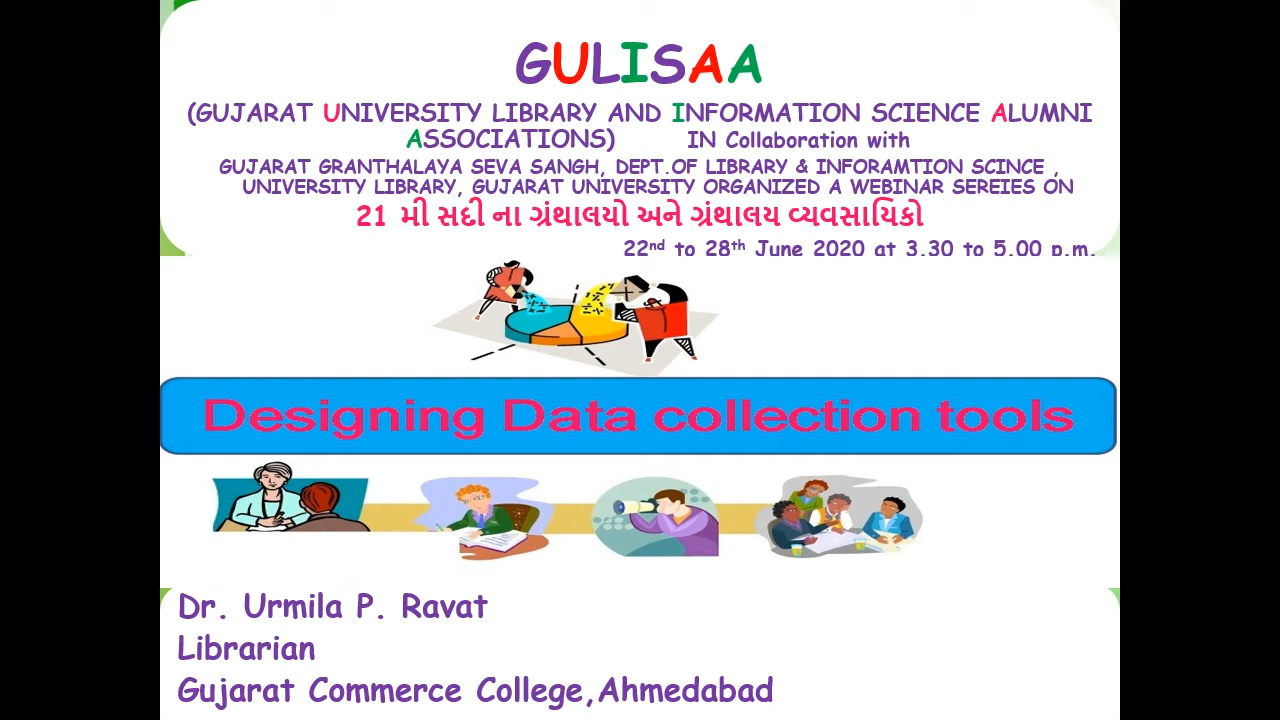 GULISAA
(GUJARAT UNIVERSITY LIBRARY AND INFORMATION SCIENCE ALUMNI
ASSOCIATIONS) IN Collaboration with
GUJARAT GRANTHALAYA SEVA SANGH, DEPT.OF LIBRARY & INFORAMTION SCINCE ,
UNIVERSITY LIBRARY, GUJARAT UNIVERSITY ORGANIZED A WEBINAR SEREIES ON
21 મી સદી ના ગ્રંથાલયો અને ગ્રંથાલય વ્યવસાયિકો
22nd to 28th June 2020 at 3.30 to 5.00 p.m.
Designing Data collection tools
Dr. Urmila P. Ravat
Librarian
Gujarat Commerce College,Ahmedabad